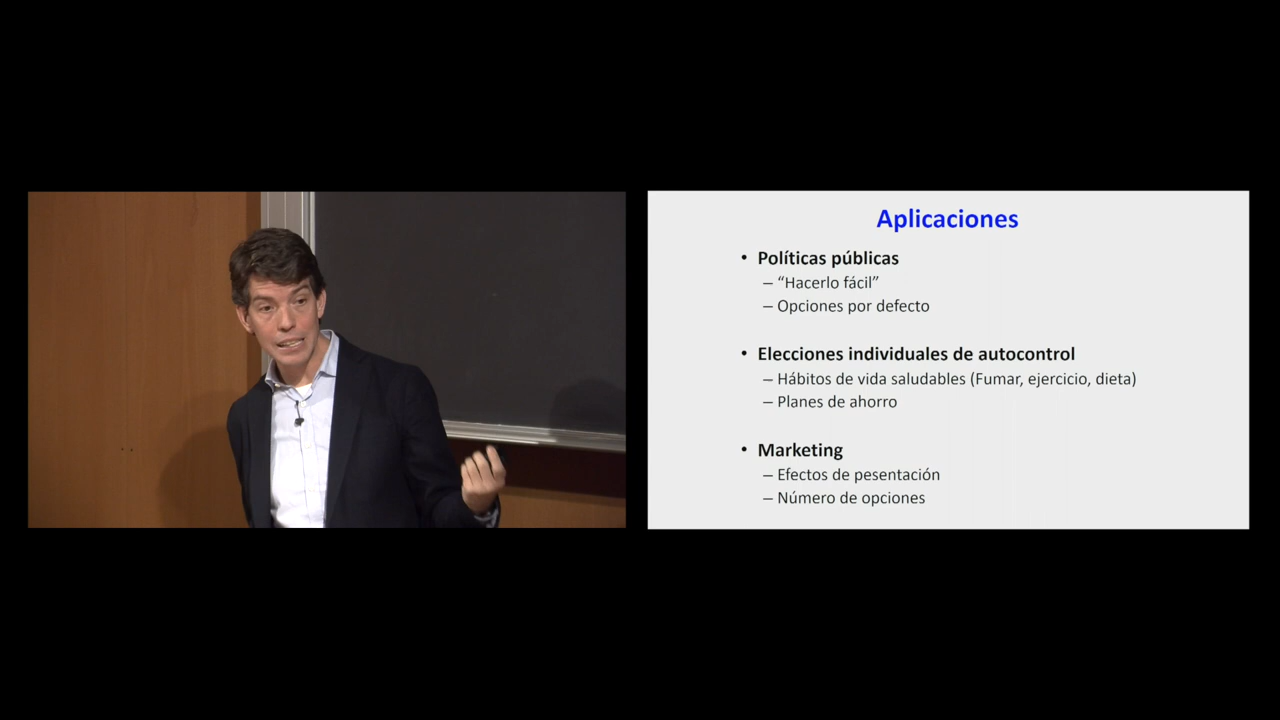 Aplicaciones
• Políticas públicas
– “Hacerlo fácil”
– Opciones por defecto
• Elecciones individuales de autocontrol
– Hábitos de vida saludables (Fumar, ejercicio, dieta)
– Planes de ahorro
• Marketing
– Efectos de pesentación
– Número de opciones